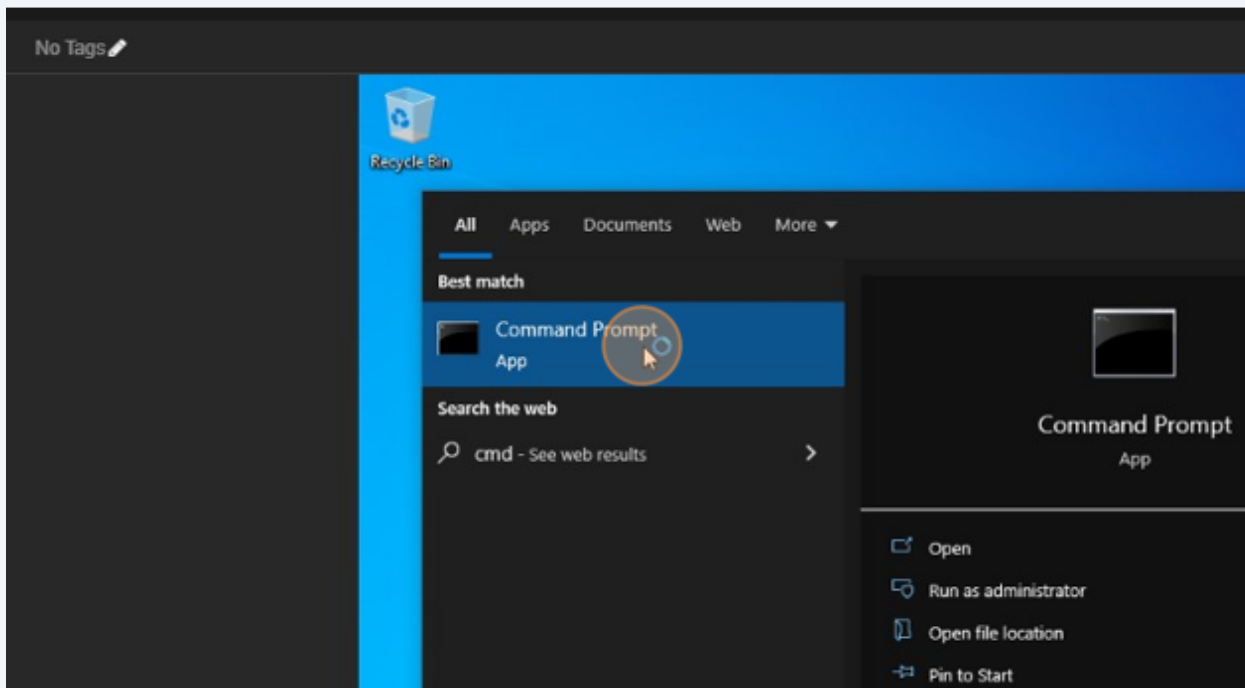 No Tags
Recycle Bin
All Apps Documents Web More
Best match
Command Prompt
App
Search the web
cmd - See web results
Command Prompt
App
Open
Run as administrator
Open file location
Pin to Start